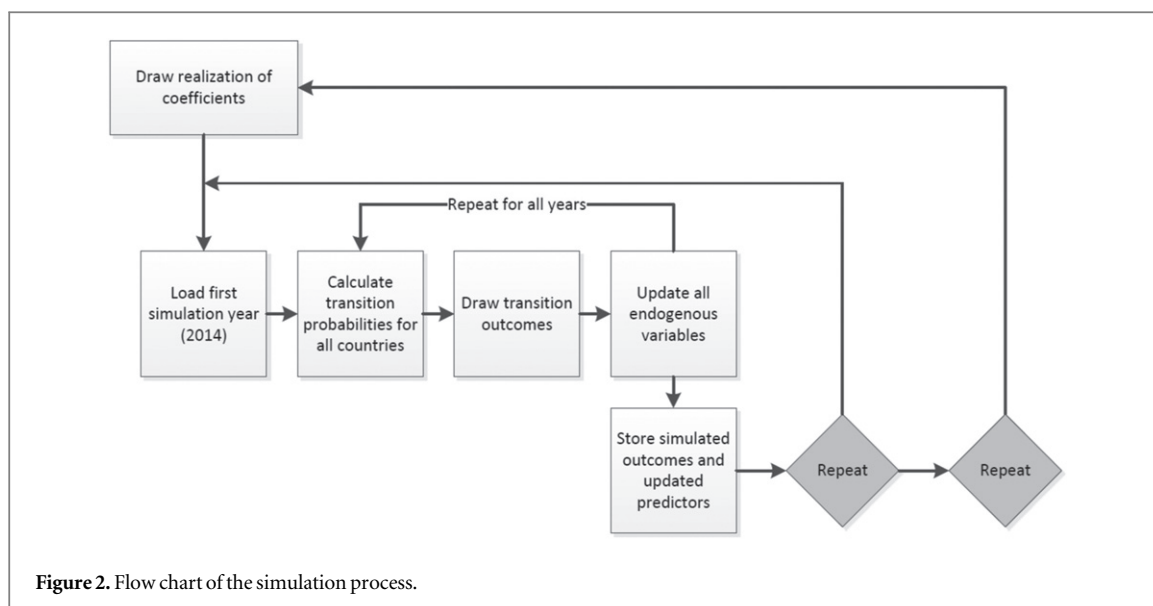 Draw realization of
coefficients
Repeat for all years
Load first
simulation year
(2014)
Calculate
transition
probabilities for
all countries
Draw transition
outcomes
Update all
endogenous
variables
Store simulated
outcomes and
updated
predictors
Repeat
Repeat
Figure 2. Flow chart of the simulation process.